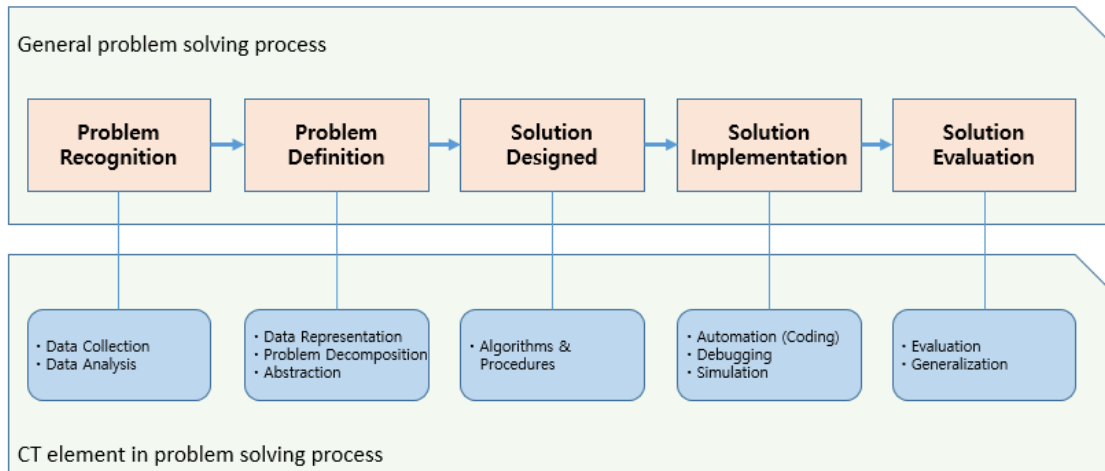 General problem solving process
Problem
Recognition
Problem
Definition
Solution
Designed
Solution
Implementation
Solution
Evaluation
· Data Collection
· Data Analysis
· Data Representation
· Problem Decomposition
· Abstraction
· Algorithms &
Procedures
· Automation (Coding)
· Debugging
· Simulation
· Evaluation
· Generalization
CT element in problem solving process